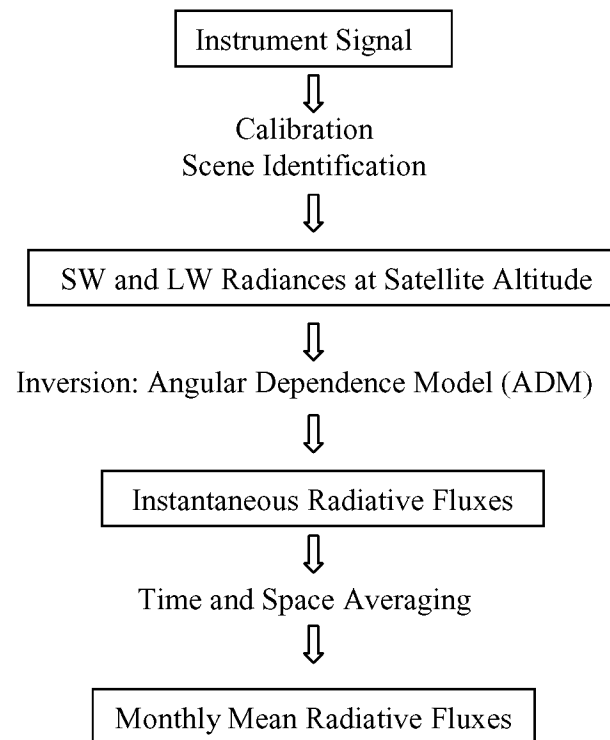 Instrument Signal
Calibration
Scene Identification
SW and LW Radiances at Satellite Altitude
Inversion: Angular Dependence Model (ADM)
Instantaneous Radiative Fluxes
Time and Space Averaging
Monthly Mean Radiative Fluxes